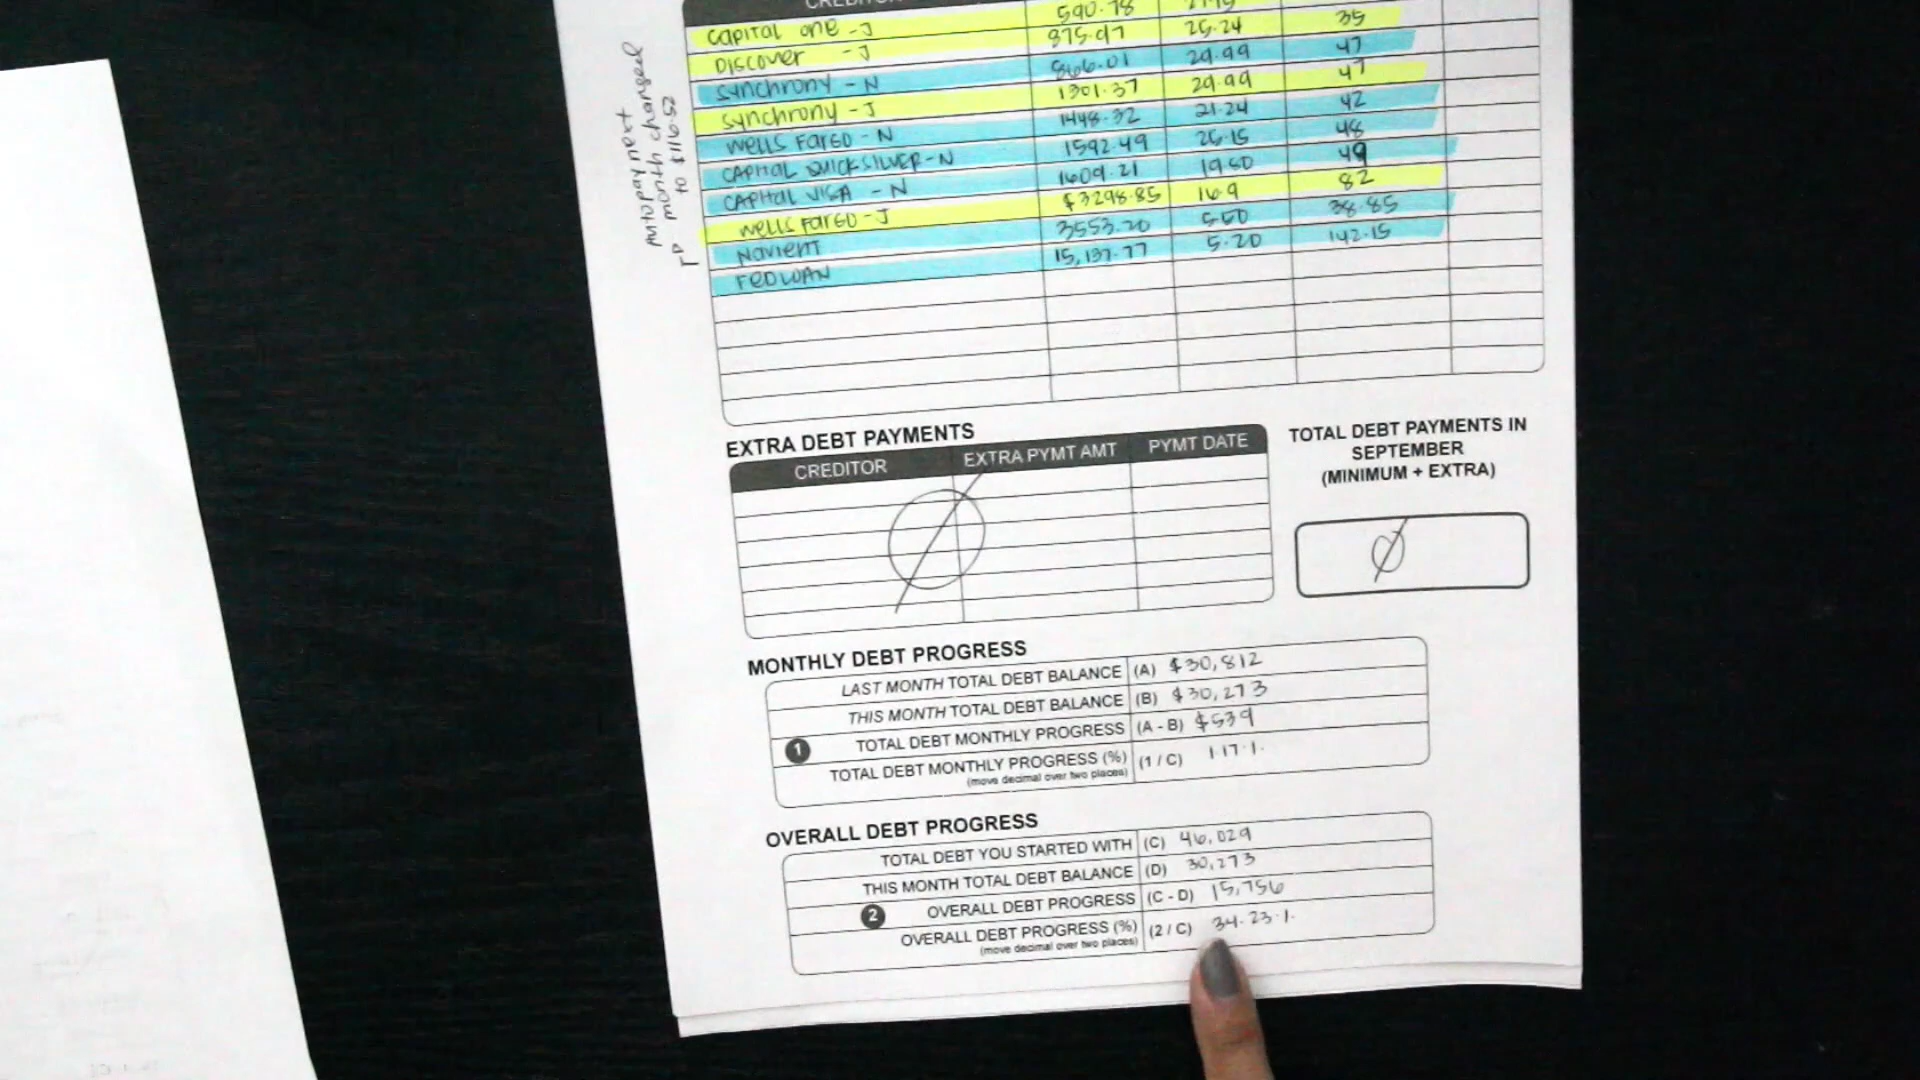 Capital one - J 590.78
Discover - J 875.97 25.24 35
Synchrony - N 866.01 29.99 47
Synchrony - J 1301.37 29.99 47
Wells Fargo - N 1448.32 21.24 42
Capital Quicksilver - N 1592.49 26.15 48
Capital Visa - N 1609.21 19.80 49
Wells Fargo - J $3298.85 16.9 82
Navient 3553.20 5.00 38.85
FedLoan 15,137.77 5.20 142.15
Autopay next
month changed
to $116.52
EXTRA DEBT PAYMENTS
CREDITOR EXTRA PYMT AMT PYMT DATE
TOTAL DEBT PAYMENTS IN
SEPTEMBER
(MINIMUM + EXTRA)
Ø
MONTHLY DEBT PROGRESS
LAST MONTH TOTAL DEBT BALANCE (A) $30,812
THIS MONTH TOTAL DEBT BALANCE (B) $30,273
1 TOTAL DEBT MONTHLY PROGRESS (A - B) $539
TOTAL DEBT MONTHLY PROGRESS (%) (1 / C) 1.17%
(move decimal over two places)
OVERALL DEBT PROGRESS
TOTAL DEBT YOU STARTED WITH (C) 46,029
THIS MONTH TOTAL DEBT BALANCE (D) 30,273
2 OVERALL DEBT PROGRESS (C - D) 15,756
OVERALL DEBT PROGRESS (%) (2 / C) 34.23%
(move decimal over two places)